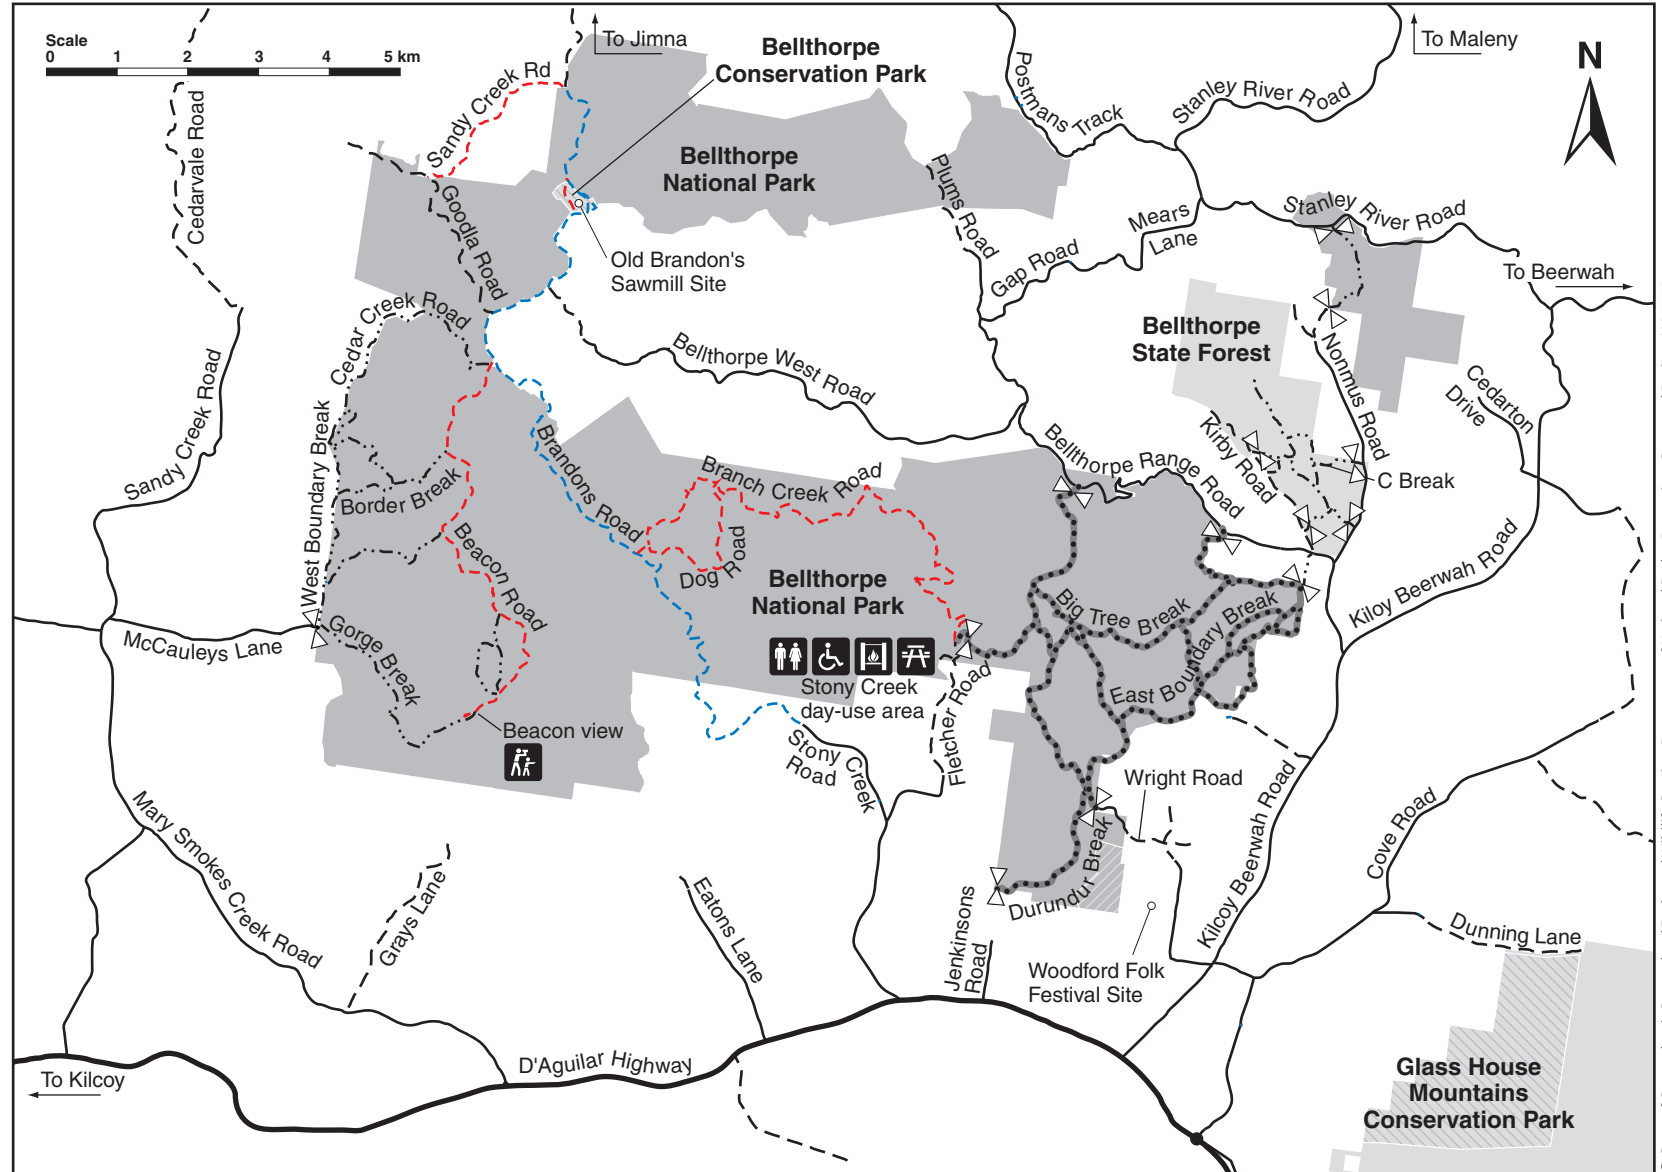 Scale
0 1 2 3 4 5 km
To Jimna
Bellthorpe
Conservation Park
To Maleny
N
Cedarvale Road
Sandy Creek Rd
Postmans Track
Stanley River Road
Bellthorpe
National Park
Plums Road
Goodla Road
Mears
Lane
Stanley River Road
Gap Road
Old Brandon's
Sawmill Site
To Beerwah
Cedar Creek Road
Bellthorpe
State Forest
Bellthorpe West Road
Nonmus Road
Cedarton
Drive
Sandy Creek Road
West Boundary Break
Border Break
Brandons Road
Branch Creek Road
Dog Road
Bellthorpe Range Road
Kirby Road
C Break
Beacon Road
Bellthorpe
National Park
Big Tree Break
East Boundary Break
Kiloy Beerwah Road
McCauleys Lane
Gorge Break
Stony Creek
day-use area
Fletcher Road
Beacon view
Stony Creek
Road
Wright Road
Mary Smokes Creek Road
Grays Lane
Eatons Lane
Durundur Break
Kilcoy Beerwah Road
Cove Road
Dunning Lane
Jenkinsons
Road
Woodford Folk
Festival Site
D'Aguilar Highway
To Kilcoy
Glass House
Mountains
Conservation Park